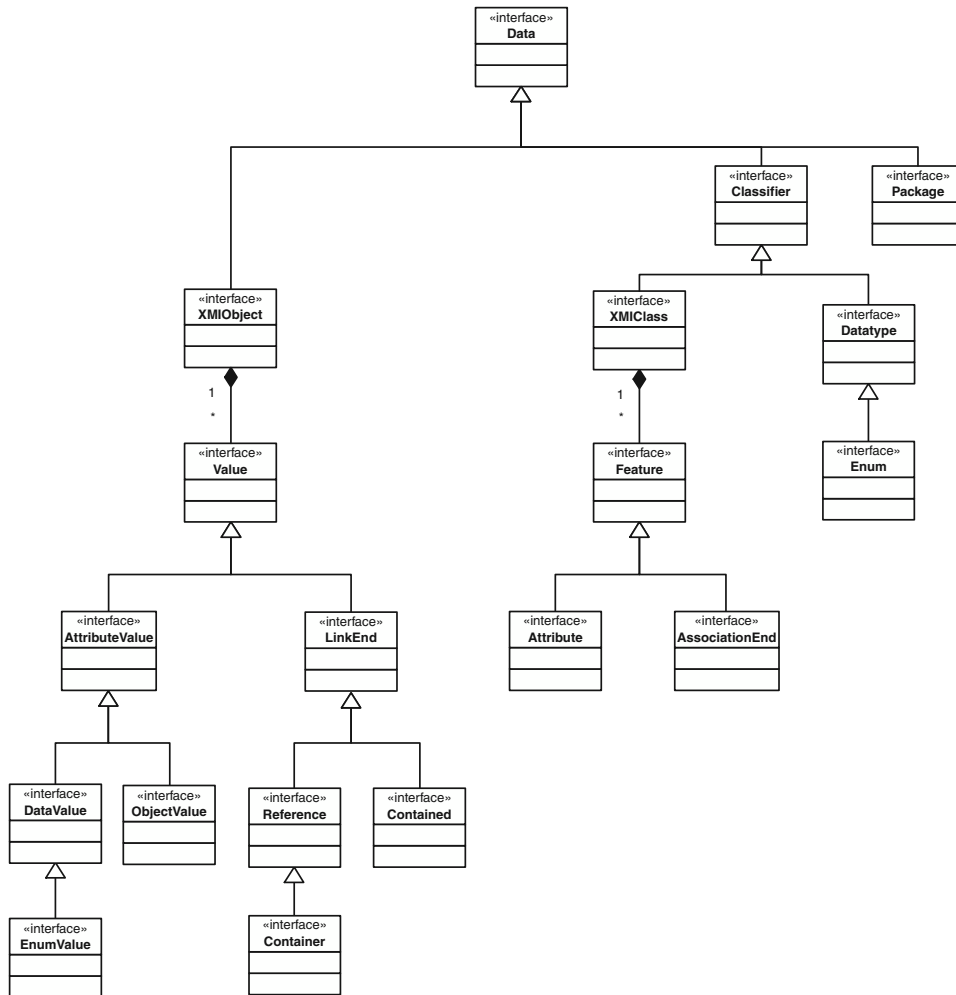 «interface»
Data
«interface»
Classifier
«interface»
Package
«interface»
XMIObject
«interface»
XMIClass
«interface»
Datatype
1
*
1
*
«interface»
Value
«interface»
Feature
«interface»
Enum
«interface»
AttributeValue
«interface»
LinkEnd
«interface»
Attribute
«interface»
AssociationEnd
«interface»
DataValue
«interface»
ObjectValue
«interface»
Reference
«interface»
Contained
«interface»
EnumValue
«interface»
Container